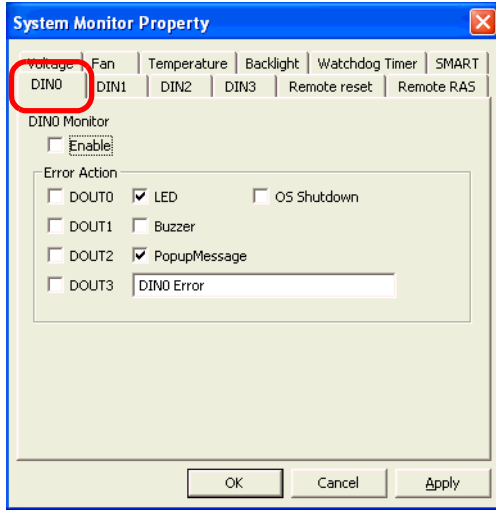 System Monitor Property
Voltage Fan Temperature Backlight Watchdog Timer SMART
DIN0 DIN1 DIN2 DIN3 Remote reset Remote RAS
DIN0 Monitor
Enable
Error Action
DOUT0 LED OS Shutdown
DOUT1 Buzzer
DOUT2 PopupMessage
DOUT3 DIN0 Error
OK Cancel Apply